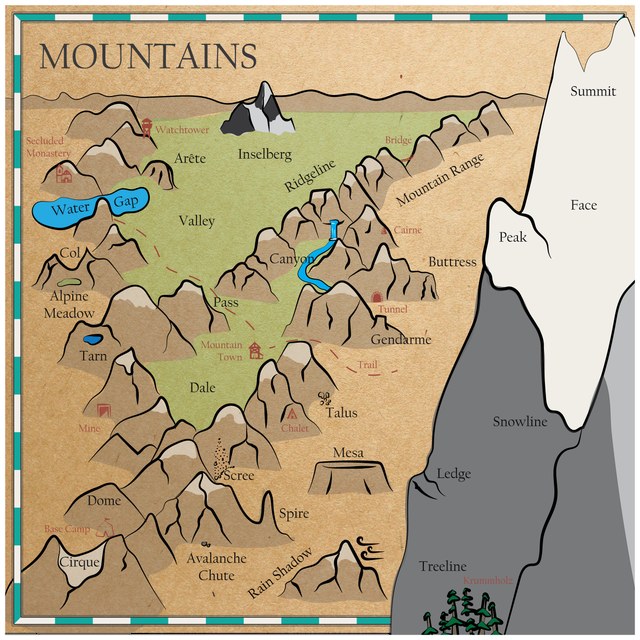 MOUNTAINS
Summit
Watchtower
Secluded
Monastery
Arête
Inselberg
Bridge
Ridgeline
Mountain Range
Water Gap
Valley
Face
Cairne
Peak
Col
Canyon
Buttress
Alpine
Meadow
Pass
Tunnel
Gendarme
Tarn
Mountain
Town
Trail
Dale
Mine
Chalet
Talus
Snowline
Mesa
Scree
Ledge
Dome
Spire
Base Camp
Cirque
Avalanche
Chute
Rain Shadow
Treeline
Krummholz